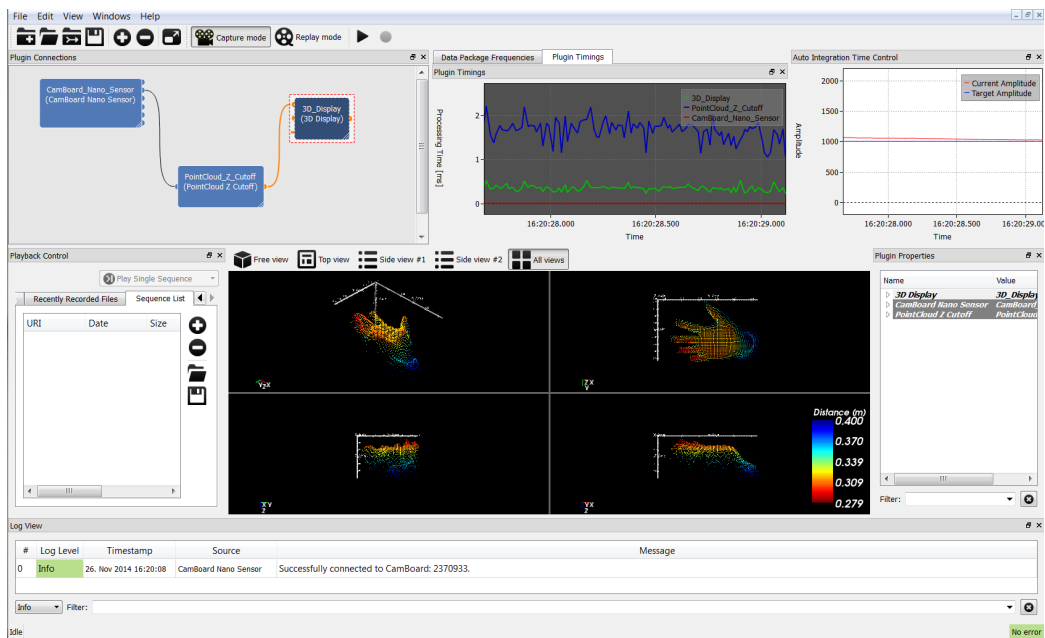 File Edit View Windows Help
Capture mode
Replay mode
Plugin Connections
CamBoard_Nano_Sensor
(CamBoard Nano Sensor)
3D_Display
(3D Display)
PointCloud_Z_Cutoff
(PointCloud Z Cutoff)
Data Package Frequencies
Plugin Timings
Plugin Timings
3D_Display
PointCloud_Z_Cutoff
CamBoard_Nano_Sensor
Processing Time [ms]
2
1
0
16:20:28.000
16:20:28.500
16:20:29.000
Time
Auto Integration Time Control
Current Amplitude
Target Amplitude
Amplitude
2000
1500
1000
500
0
16:20:28.000
16:20:28.500
16:20:29.0
Time
Playback Control
Play Single Sequence
Recently Recorded Files
Sequence List
URI Date Size
Free view
Top view
Side view #1
Side view #2
All views
Distance (m)
0.400
0.370
0.339
0.309
0.279
Plugin Properties
Name Value
3D Display 3D_Display
CamBoard Nano Sensor CamBoard
PointCloud Z Cutoff PointCloud
Filter:
Log View
# Log Level Timestamp Source Message
0 Info 26. Nov 2014 16:20:08 CamBoard Nano Sensor Successfully connected to CamBoard: 2370933.
Info Filter:
Idle
No error